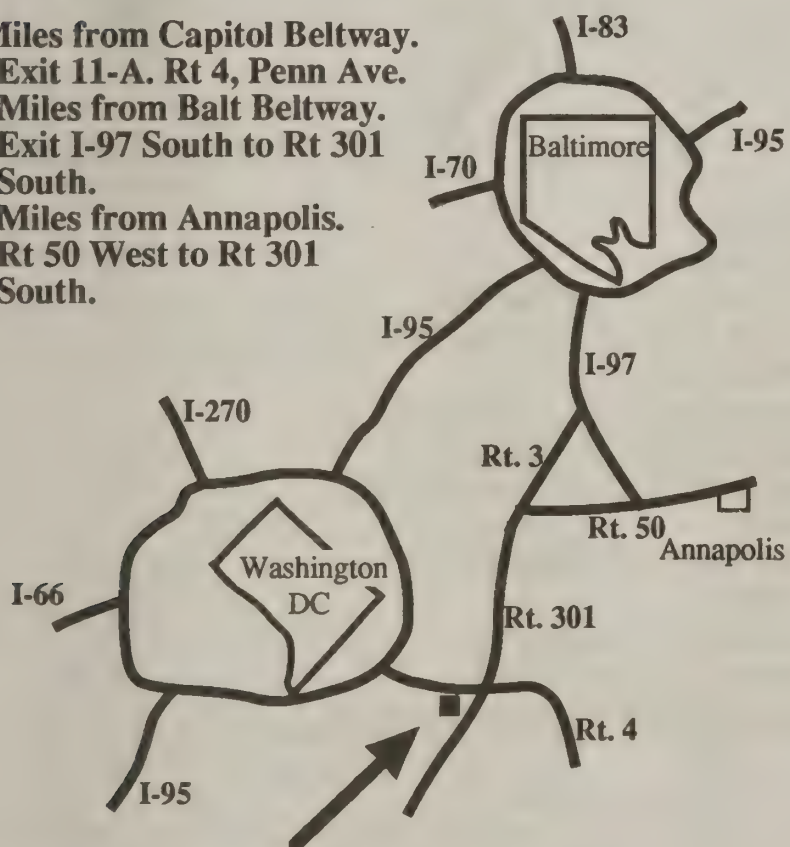 Miles from Capitol Beltway.
Exit 11-A. Rt 4, Penn Ave.
Miles from Balt Beltway.
Exit I-97 South to Rt 301
South.
Miles from Annapolis.
Rt 50 West to Rt 301
South.
I-83
Baltimore
I-95
I-70
I-95
I-97
I-270
Rt. 3
Rt. 50
Annapolis
Washington
DC
I-66
Rt. 301
Rt. 4
I-95